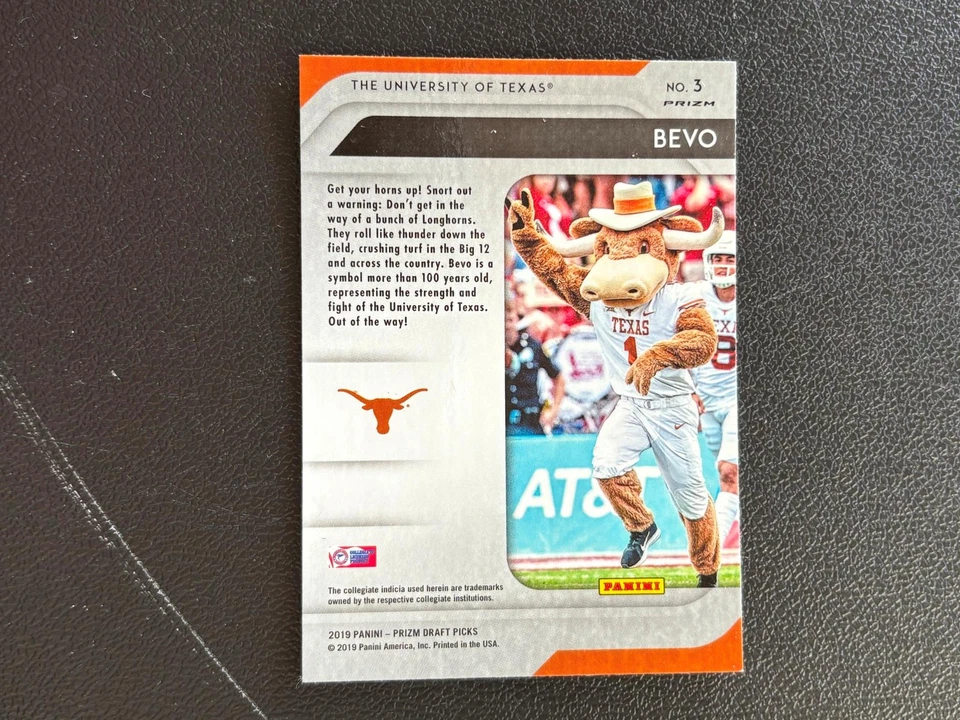 THE UNIVERSITY OF TEXAS®
NO. 3
PRIZM
BEVO
Get your horns up! Snort out
a warning: Don't get in the
way of a bunch of Longhorns.
They roll like thunder down the
field, crushing turf in the Big 12
and across the country. Bevo is a
symbol more than 100 years old,
representing the strength and
fight of the University of Texas.
Out of the way!
TEXAS
1
TEXA
8
AT&T
PANINI
The collegiate indicia used herein are trademarks
owned by the respective collegiate institutions.
2019 PANINI – PRIZM DRAFT PICKS
© 2019 Panini America, Inc. Printed in the USA.